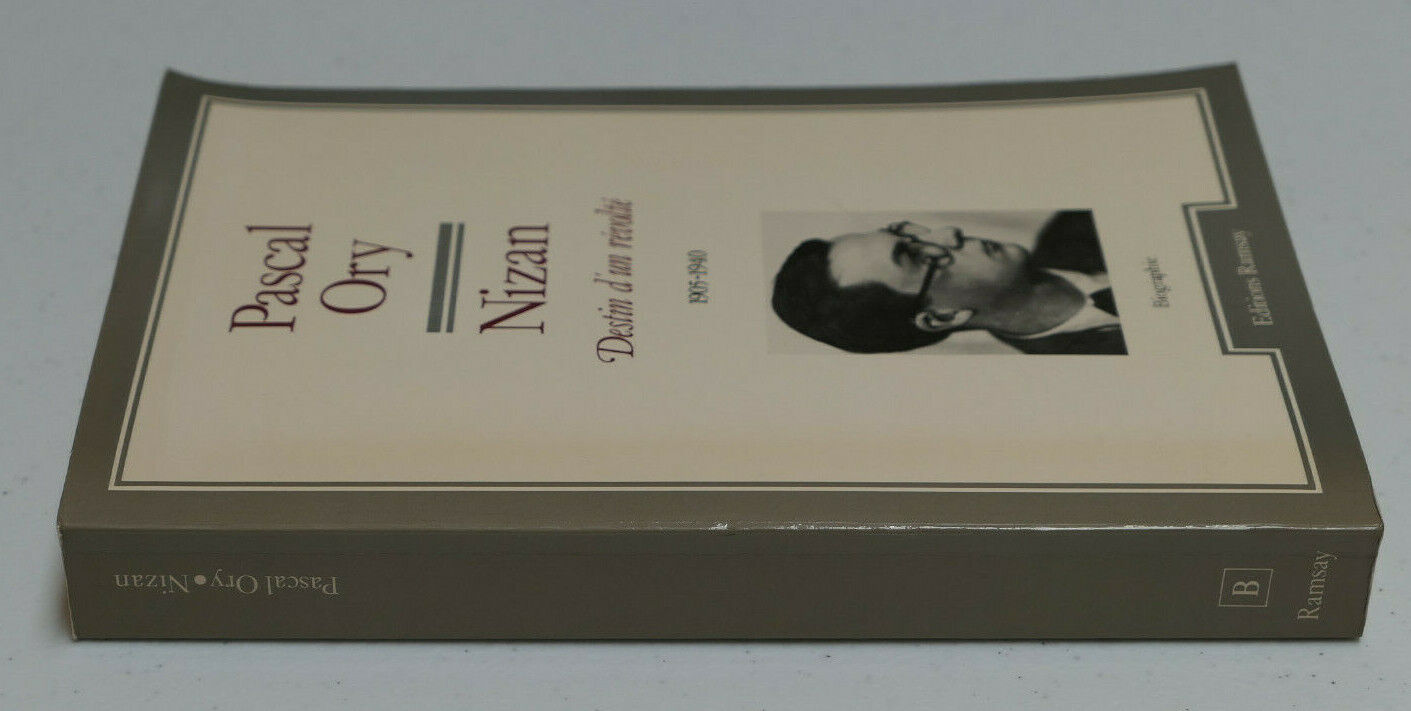 Pascal
Ory
Nizan
Destin d'un révolté
1905-1940
Biographie
Editions Ramsay
Pascal Ory • Nizan
B
Ramsay